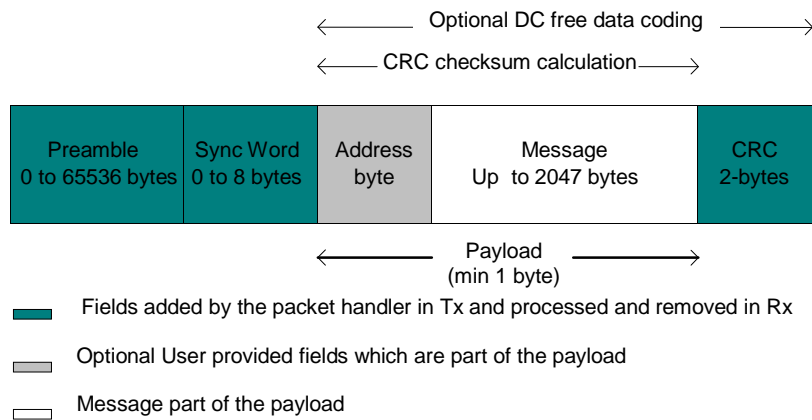 Optional DC free data coding
CRC checksum calculation
Preamble
0 to 65536 bytes
Sync Word
0 to 8 bytes
Address
byte
Message
Up to 2047 bytes
CRC
2-bytes
Payload
(min 1 byte)
Fields added by the packet handler in Tx and processed and removed in Rx
Optional User provided fields which are part of the payload
Message part of the payload